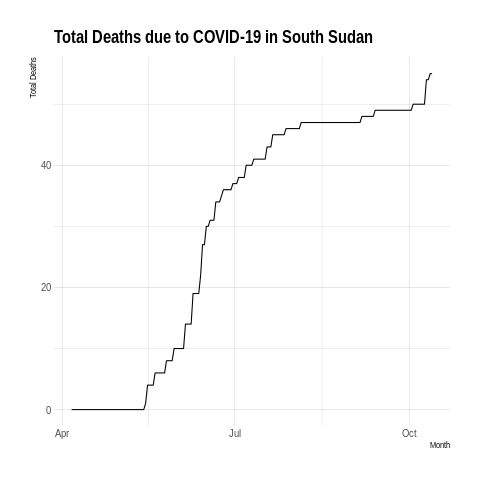 Total Deaths due to COVID-19 in South Sudan
Total Deaths
40
20
0
Apr
Jul
Oct
Month